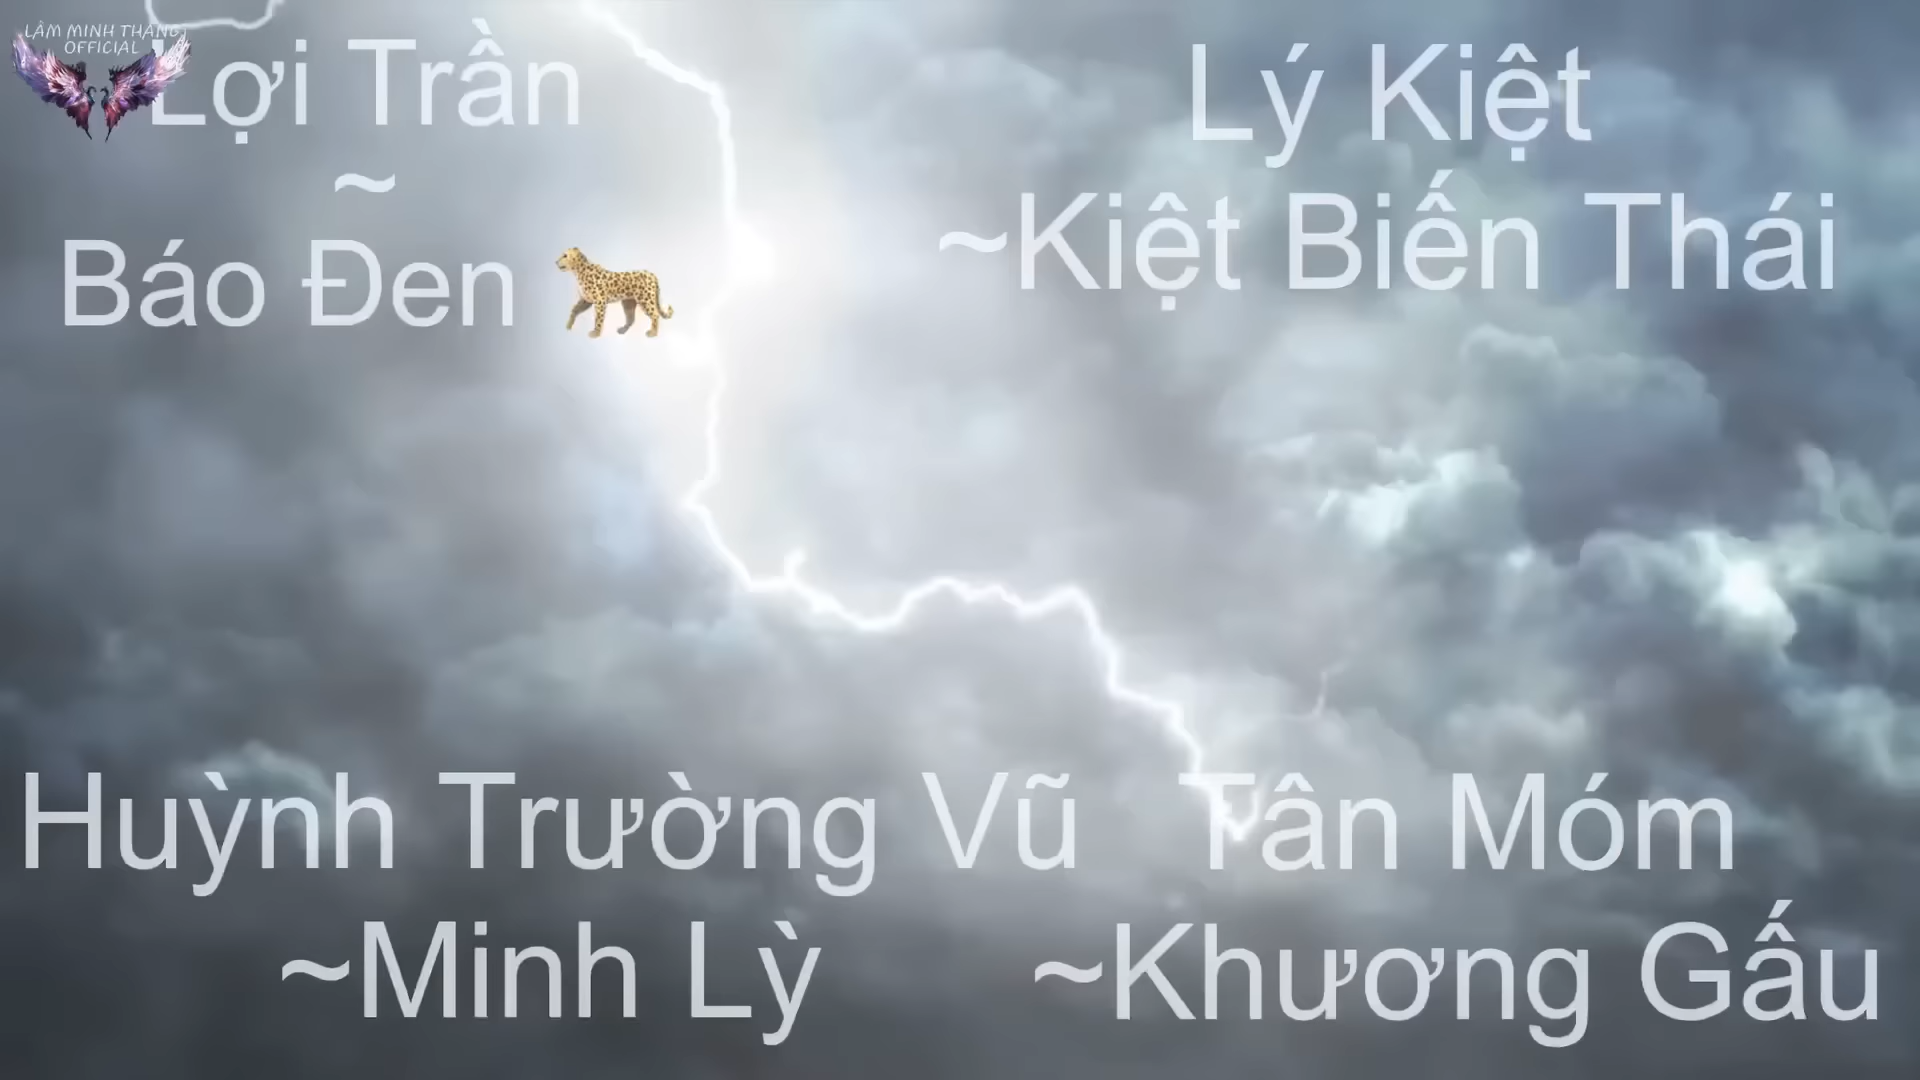 LÂM MINH THẮNG
OFFICIAL
Lợi Trần
~
Báo Đen 🐆
Lý Kiệt
~Kiệt Biến Thái
Huỳnh Trường Vũ
~Minh Lỳ
Tân Móm
~Khương Gấu